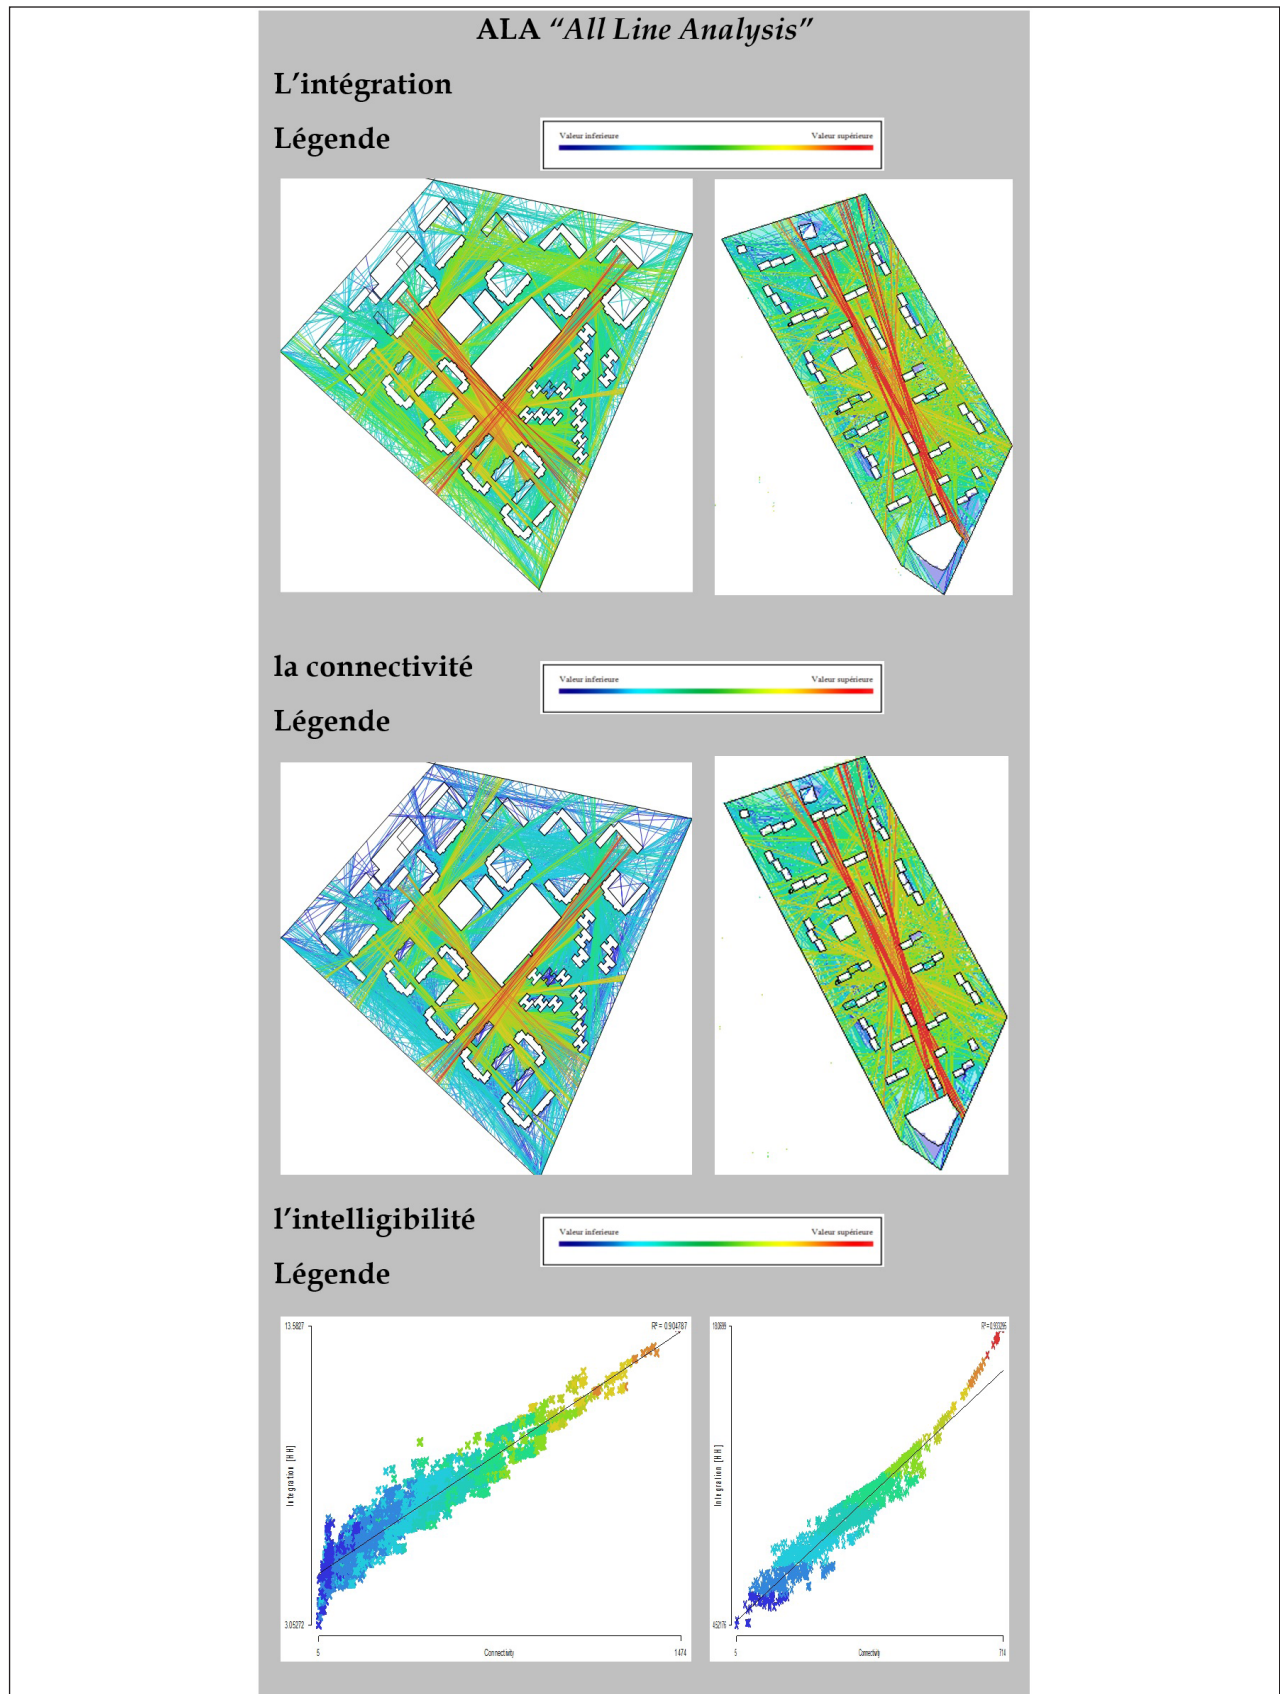 ALA “All Line Analysis”
L’intégration
Légende
Valeur inferieure Valeur supérieure
la connectivité
Légende
Valeur inferieure Valeur supérieure
l’intelligibilité
Légende
Valeur inferieure Valeur supérieure
13.5827 R² = 0.904787
Integration [HH]
3.05272
5 Connectivity 1474
R² = 0.933295
Integration [HH]
5 Connectivity 714